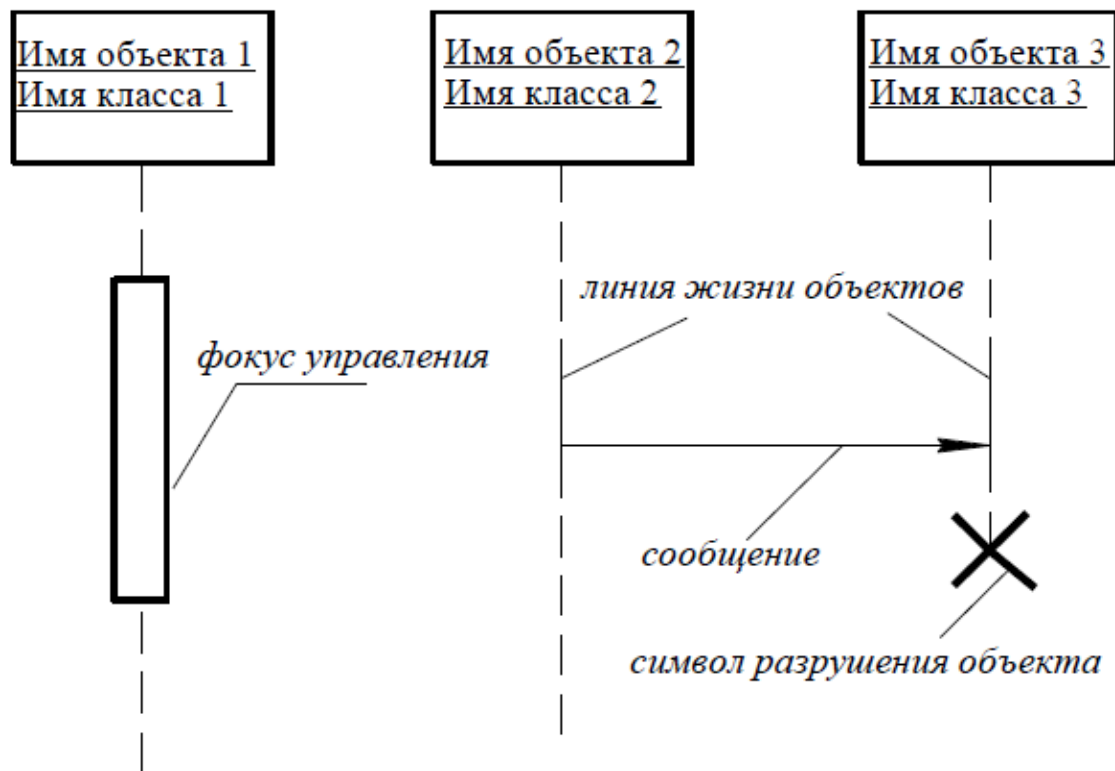 Имя объекта 1
Имя класса 1
Имя объекта 2
Имя класса 2
Имя объекта 3
Имя класса 3
линия жизни объектов
фокус управления
сообщение
символ разрушения объекта